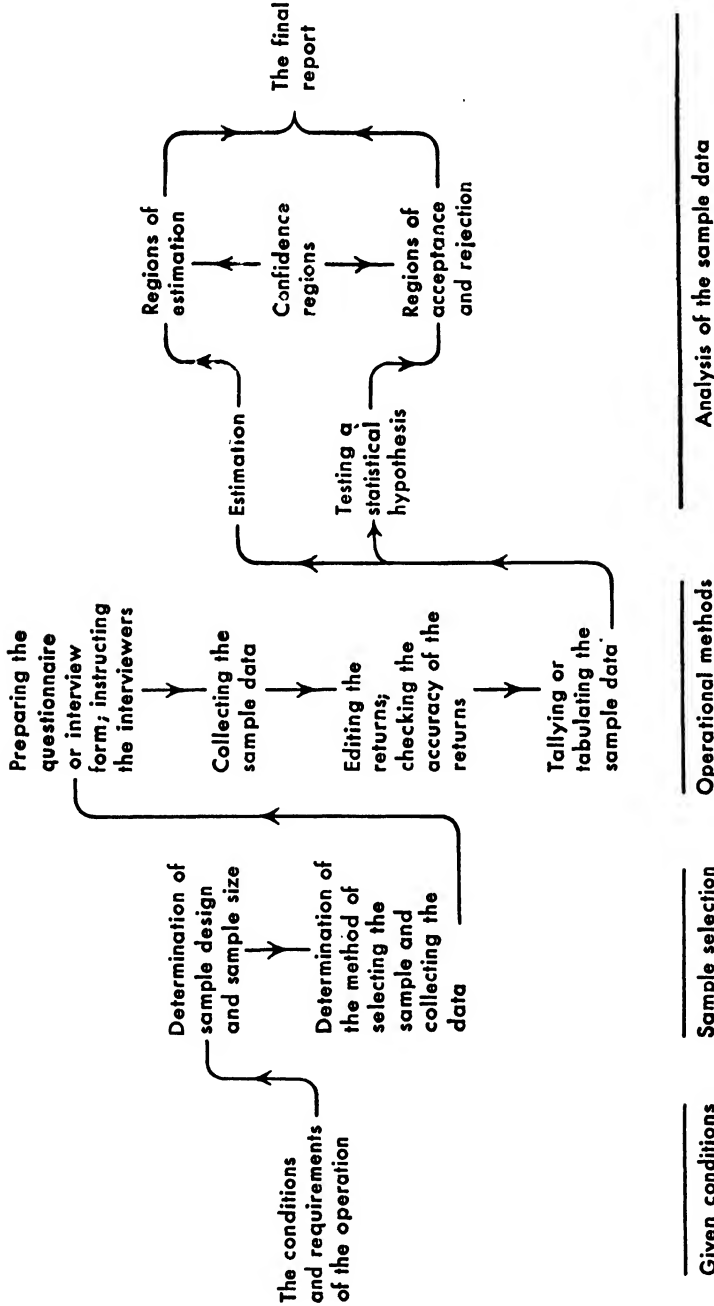 The conditions
and requirements
of the operation
Determination of
sample design
and sample size
Determination of
the method of
selecting the
sample and
collecting the
data
Preparing the
questionnaire
or interview
form; instructing
the interviewers
Collecting the
sample data
Editing the
returns;
checking the
accuracy of the
returns
Tallying or
tabulating the
sample data
Estimation
Testing a
statistical
hypothesis
Regions of
estimation
Confidence
regions
Regions of
acceptance
and rejection
The final
report
Given conditions
Sample selection
Operational methods
Analysis of the sample data